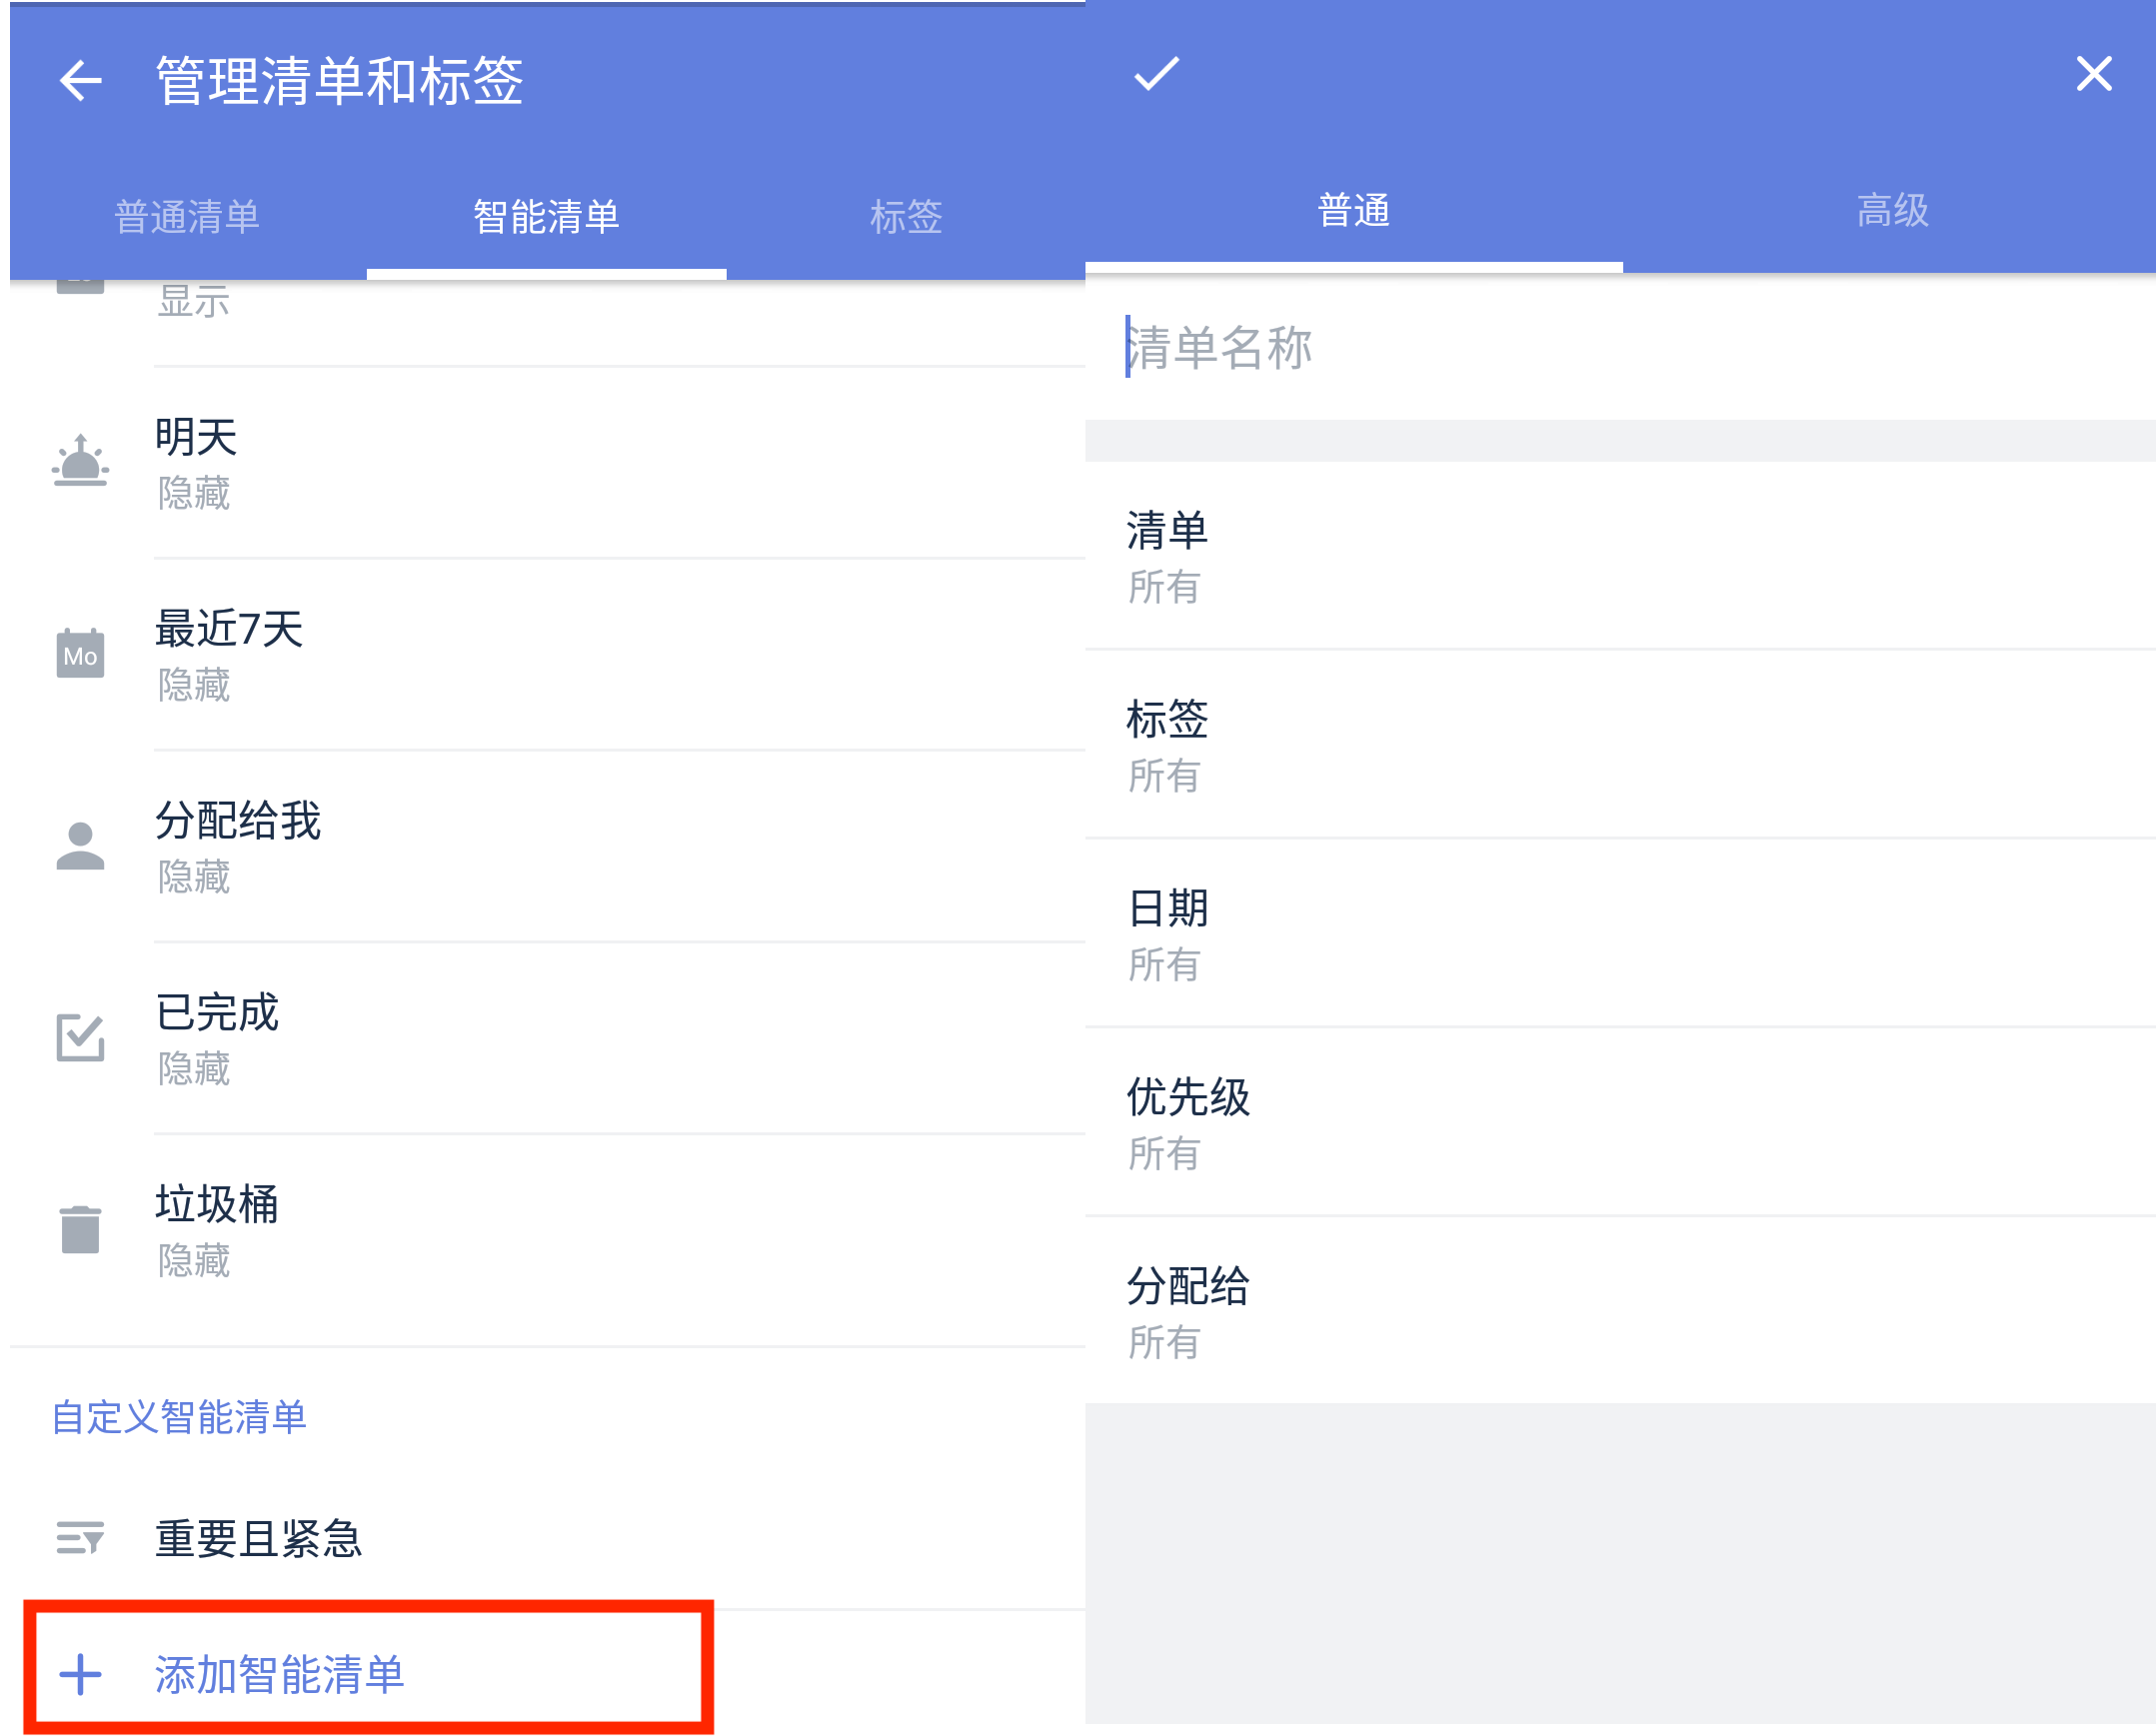 管理清单和标签
普通清单 智能清单 标签
显示
明天
隐藏
最近7天
隐藏
Mo
分配给我
隐藏
已完成
隐藏
垃圾桶
隐藏
自定义智能清单
重要且紧急
添加智能清单
普通 高级
清单名称
清单
所有
标签
所有
日期
所有
优先级
所有
分配给
所有